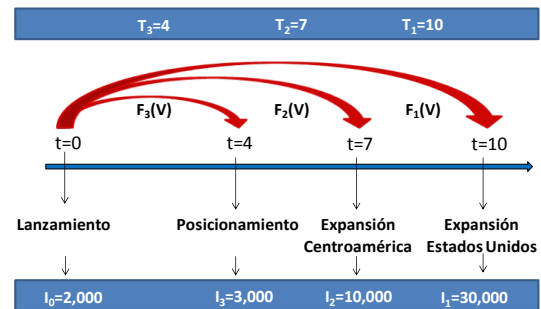 T₃=4 T₂=7 T₁=10
F₃(V) F₂(V) F₁(V)
t=0 t=4 t=7 t=10
Lanzamiento Posicionamiento Expansión Expansión
Centroamérica Estados Unidos
I₀=2,000 I₃=3,000 I₂=10,000 I₁=30,000